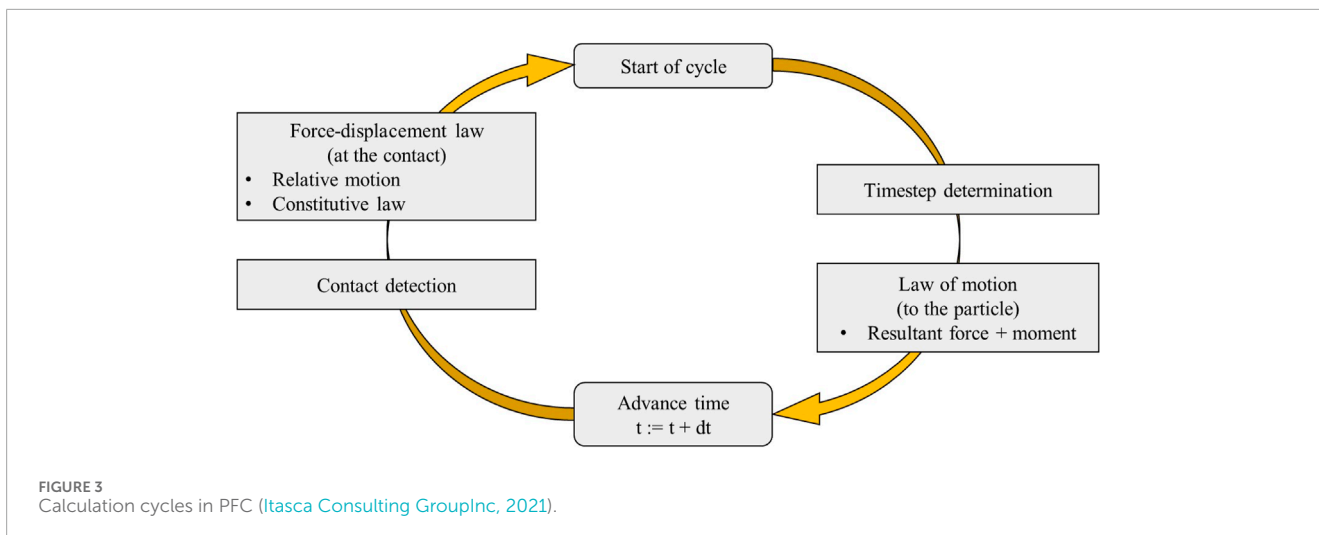 Start of cycle
Timestep determination
Law of motion
(to the particle)
• Resultant force + moment
Advance time
t := t + dt
Contact detection
Force-displacement law
(at the contact)
• Relative motion
• Constitutive law
FIGURE 3
Calculation cycles in PFC (Itasca Consulting GroupInc, 2021).